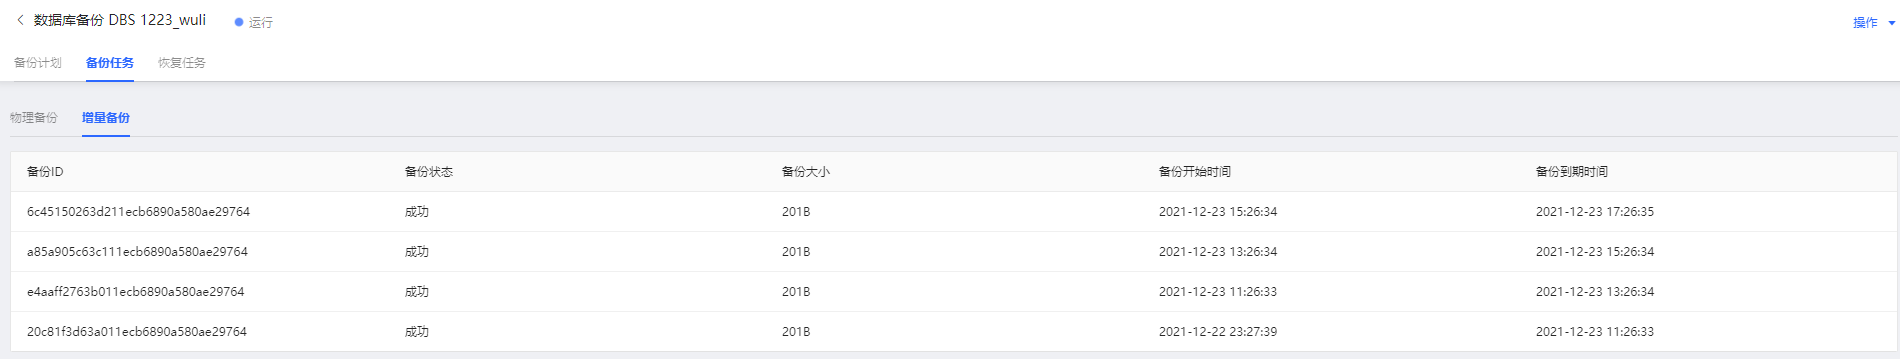 数据库备份 DBS 1223_wuli 运行 操作
备份计划 备份任务 恢复任务
物理备份 增量备份
备份ID 备份状态 备份大小 备份开始时间 备份到期时间
6c45150263d211ecb6890a580ae29764 成功 201B 2021-12-23 15:26:34 2021-12-23 17:26:35
a85a905c63c111ecb6890a580ae29764 成功 201B 2021-12-23 13:26:34 2021-12-23 15:26:34
e4aaff2763b011ecb6890a580ae29764 成功 201B 2021-12-23 11:26:33 2021-12-23 13:26:34
20c81f3d63a011ecb6890a580ae29764 成功 201B 2021-12-22 23:27:39 2021-12-23 11:26:33